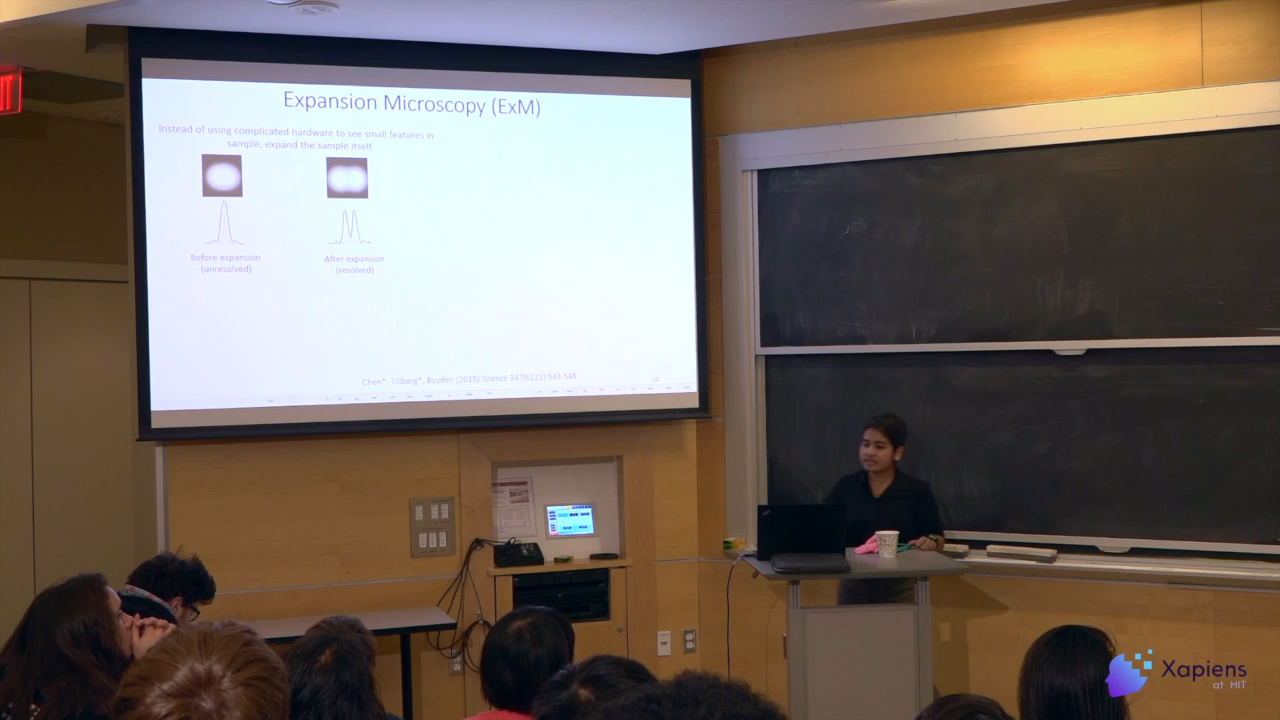 Expansion Microscopy (ExM)
Instead of using complicated hardware to see small features in
sample, expand the sample itself
Before expansion
(unresolved)
After expansion
(resolved)
Chen*, Tillberg*, Boyden (2015) Science 347(6221):543-548
Xapiens
at MIT